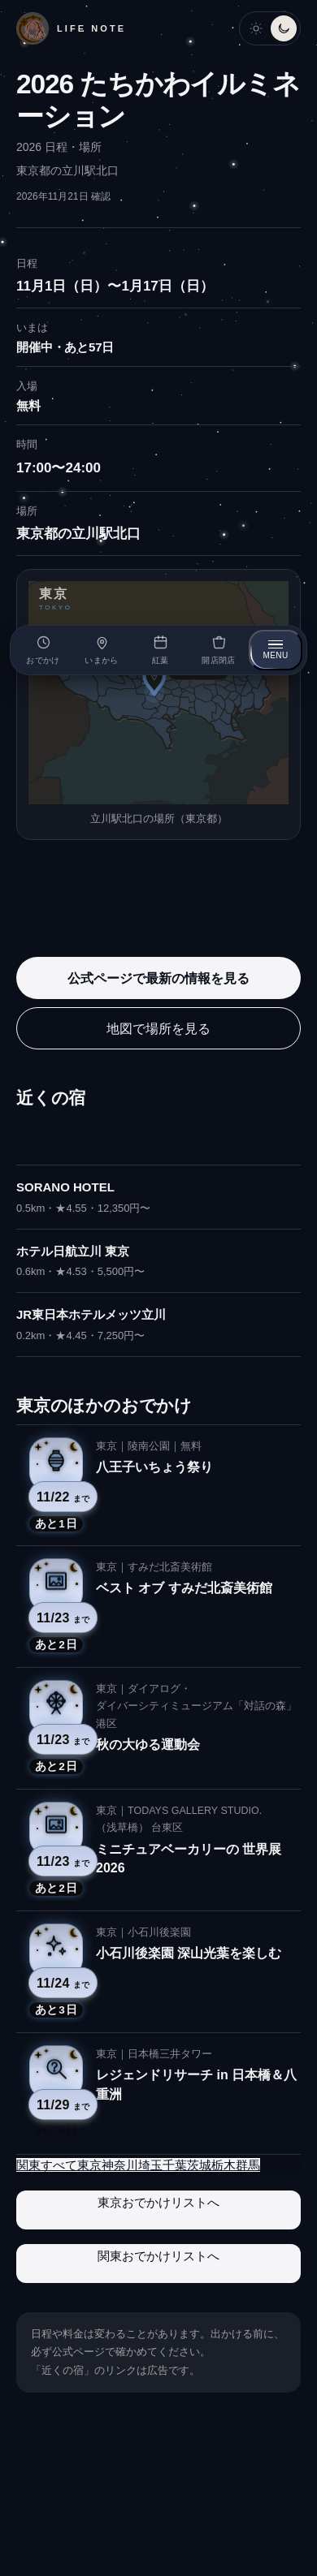 LIFE NOTE
2026 たちかわイルミネ
ーション
2026 日程・場所
東京都の立川駅北口
2026年11月21日 確認
日程
11月1日（日）〜1月17日（日）
いまは
開催中・あと57日
入場
無料
時間
17:00〜24:00
場所
東京都の立川駅北口
東京
TOKYO
おでかけ
いまから
紅葉
開店閉店
MENU
立川駅北口の場所（東京都）
公式ページで最新の情報を見る
地図で場所を見る
近くの宿
SORANO HOTEL
0.5km・★4.55・12,350円〜
ホテル日航立川 東京
0.6km・★4.53・5,500円〜
JR東日本ホテルメッツ立川
0.2km・★4.45・7,250円〜
東京のほかのおでかけ
東京｜陵南公園｜無料
八王子いちょう祭り
11/22 まで
あと1日
東京｜すみだ北斎美術館
ベスト オブ すみだ北斎美術館
11/23 まで
あと2日
東京｜ダイアログ・
ダイバーシティミュージアム「対話の森」
港区
秋の大ゆる運動会
11/23 まで
あと2日
東京｜TODAYS GALLERY STUDIO.
（浅草橋） 台東区
ミニチュアベーカリーの 世界展
2026
11/23 まで
あと2日
東京｜小石川後楽園
小石川後楽園 深山光葉を楽しむ
11/24 まで
あと3日
東京｜日本橋三井タワー
レジェンドリサーチ in 日本橋＆八
重洲
11/29 まで
関東すべて東京神奈川埼玉千葉茨城栃木群馬
東京おでかけリストへ
関東おでかけリストへ
日程や料金は変わることがあります。出かける前に、
必ず公式ページで確かめてください。
「近くの宿」のリンクは広告です。